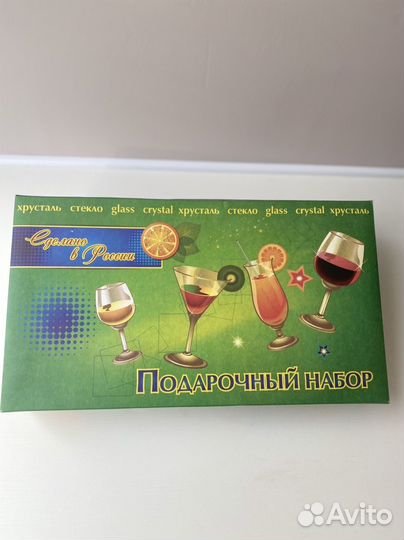 хрусталь стекло glass crystal хрусталь стекло glass crystal хрусталь
Сделано
в России
Подарочный набор
Avito